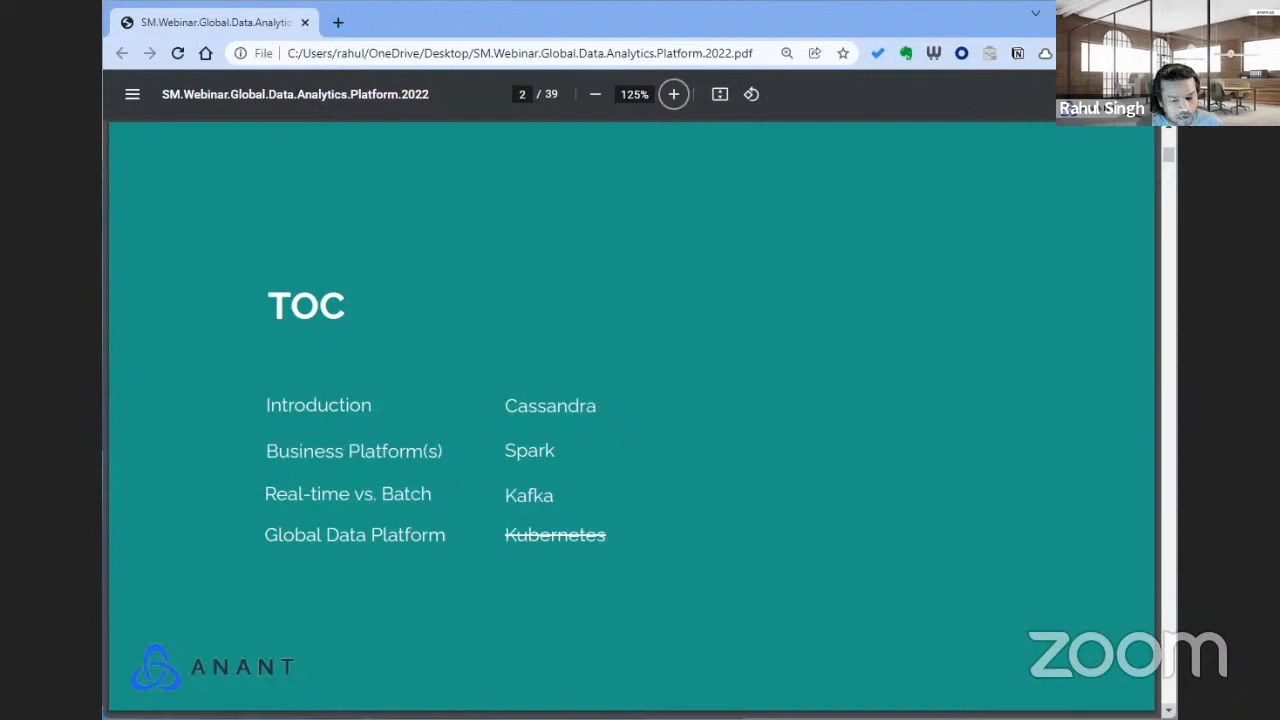 SM.Webinar.Global.Data.Analytic
File
C:/Users/rahul/OneDrive/Desktop/SM.Webinar.Global.Data.Analytics.Platform.2022.pdf
SM.Webinar.Global.Data.Analytics.Platform.2022
2 / 39
125%
Rahul Singh
TOC
Introduction
Business Platform(s)
Real-time vs. Batch
Global Data Platform
Cassandra
Spark
Kafka
Kubernetes
ANANT
zoom